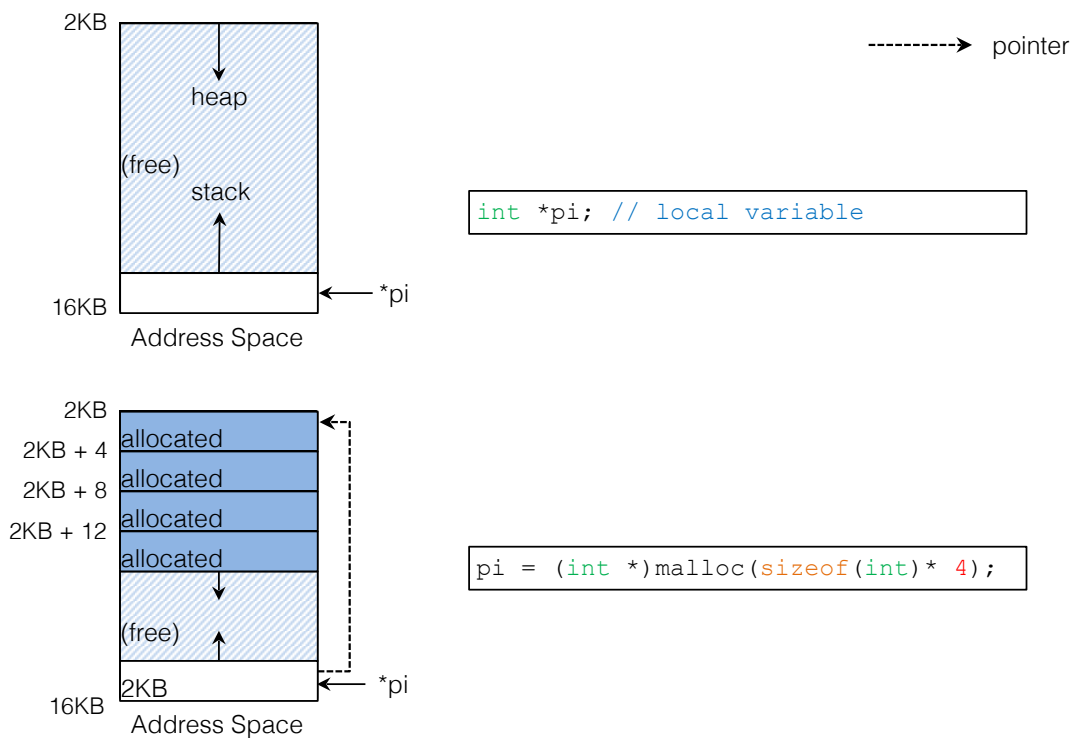 2KB
pointer
heap
(free)
stack
int *pi; // local variable
*pi
16KB
Address Space
2KB
allocated
2KB + 4
allocated
2KB + 8
allocated
2KB + 12
allocated
pi = (int *)malloc(sizeof(int)* 4);
(free)
2KB
*pi
16KB
Address Space